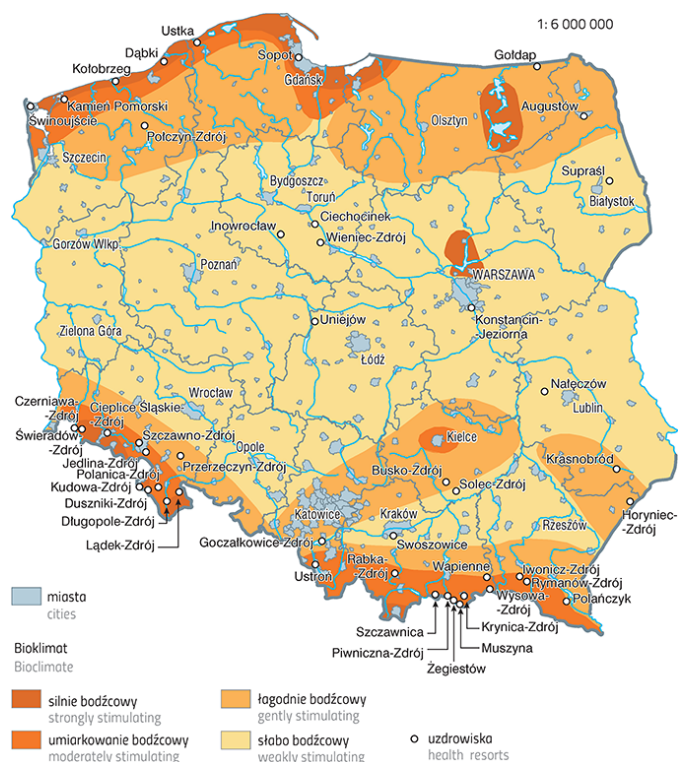 1: 6 000 000
Ustka
Dąbki
Sopot
Gołdap
Kołobrzeg
Gdańsk
Kamień Pomorski
Świnoujście
Augustów
Olsztyn
Połczyn-Zdrój
Szczecin
Supraśl
Białystok
Bydgoszcz
Toruń
Ciechocinek
Inowrocław
Wieniec-Zdrój
Gorzów Wlkp
Poznań
WARSZAWA
Uniejów
Konstancin-
-Jeziorna
Zielona Góra
Łódź
Nałęczów
Lublin
Wrocław
Czerniawa-
-Zdrój
Cieplice Śląskie-
-Zdrój
Świeradów
-Zdrój
Szczawno-Zdrój
Opole
Kielce
Jedlina-Zdrój
Przerzeczyn-Zdrój
Polanica-Zdrój
Kudowa-Zdrój
Duszniki-Zdrój
Długopole-Zdrój
Lądek-Zdrój
Busko-Zdrój
Solec-Zdrój
Krasnobród
Horyniec-
-Zdrój
Katowice
Kraków
Rzeszów
Goczałkowice-Zdrój
Swoszowice
Ustroń
Rabka-
-Zdrój
Wapienne
Iwonicz-Zdrój
Rymanów-Zdrój
Wysowa-
-Zdrój
Polańczyk
Szczawnica
Krynica-Zdrój
Piwniczna-Zdrój
Muszyna
Żegiestów
miasta
cities
Bioklimat
Bioclimate
silnie bodźcowy
strongly stimulating
umiarkowanie bodźcowy
moderately stimulating
łagodnie bodźcowy
gently stimulating
słabo bodźcowy
weakly stimulating
uzdrowiska
health resorts